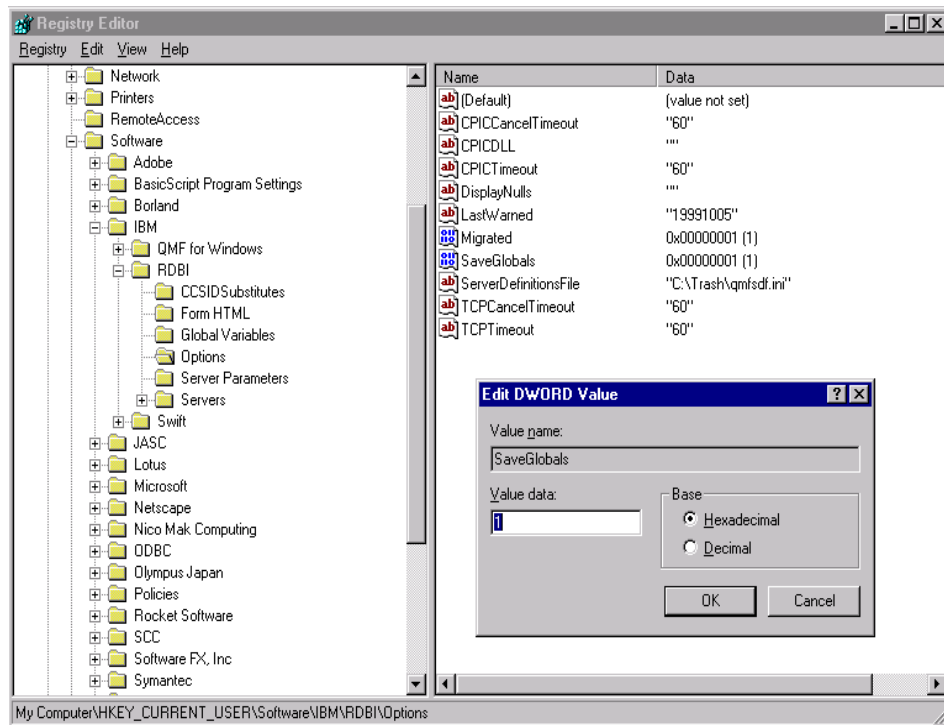 Registry Editor
Registry Edit View Help
Network
Printers
RemoteAccess
Software
Adobe
BasicScript Program Settings
Borland
IBM
QMF for Windows
RDBI
CCSIDSubstitutes
Form HTML
Global Variables
Options
Server Parameters
Servers
Swift
JASC
Lotus
Microsoft
Netscape
Nico Mak Computing
ODBC
Olympus Japan
Policies
Rocket Software
SCC
Software FX, Inc
Symantec
Name Data
(Default) (value not set)
CPICCancelTimeout "60"
CPICDLL ""
CPICTimeout "60"
DisplayNulls ""
LastWarned "19991005"
Migrated 0x00000001 (1)
SaveGlobals 0x00000001 (1)
ServerDefinitionsFile "C:\Trash\qmfsdf.ini"
TCPCancelTimeout "60"
TCPTimeout "60"
Edit DWORD Value
Value name:
SaveGlobals
Value data:
1
Base
Hexadecimal
Decimal
OK Cancel
My Computer\HKEY_CURRENT_USER\Software\IBM\RDBI\Options